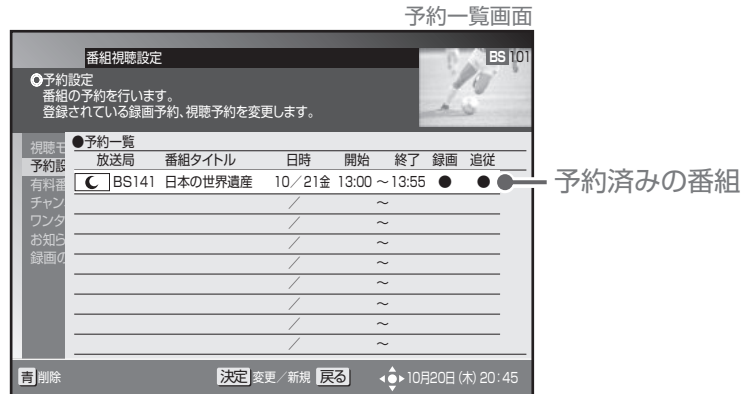 予約一覧画面
番組視聴設定
BS 101
予約設定
番組の予約を行います。
登録されている録画予約、視聴予約を変更します。
視聴モ
予約設
有料番
チャン
ワンタ
お知ら
録画の
●予約一覧
放送局 番組タイトル 日時 開始 終了 録画 追従
BS141 日本の世界遺産 10／21金 13:00 ～13:55 ● ●
／ ～
／ ～
／ ～
／ ～
／ ～
／ ～
／ ～
／ ～
予約済みの番組
青 削除 決定 変更／新規 戻る 10月20日(木) 20:45